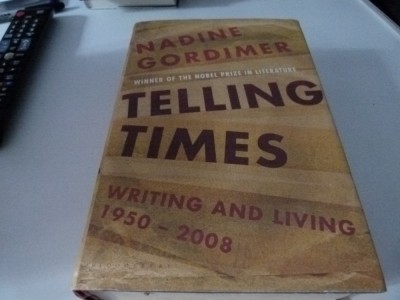 NADINE
GORDIMER
WINNER OF THE NOBEL PRIZE IN LITERATURE
TELLING
TIMES
WRITING AND LIVING
1950 - 2008